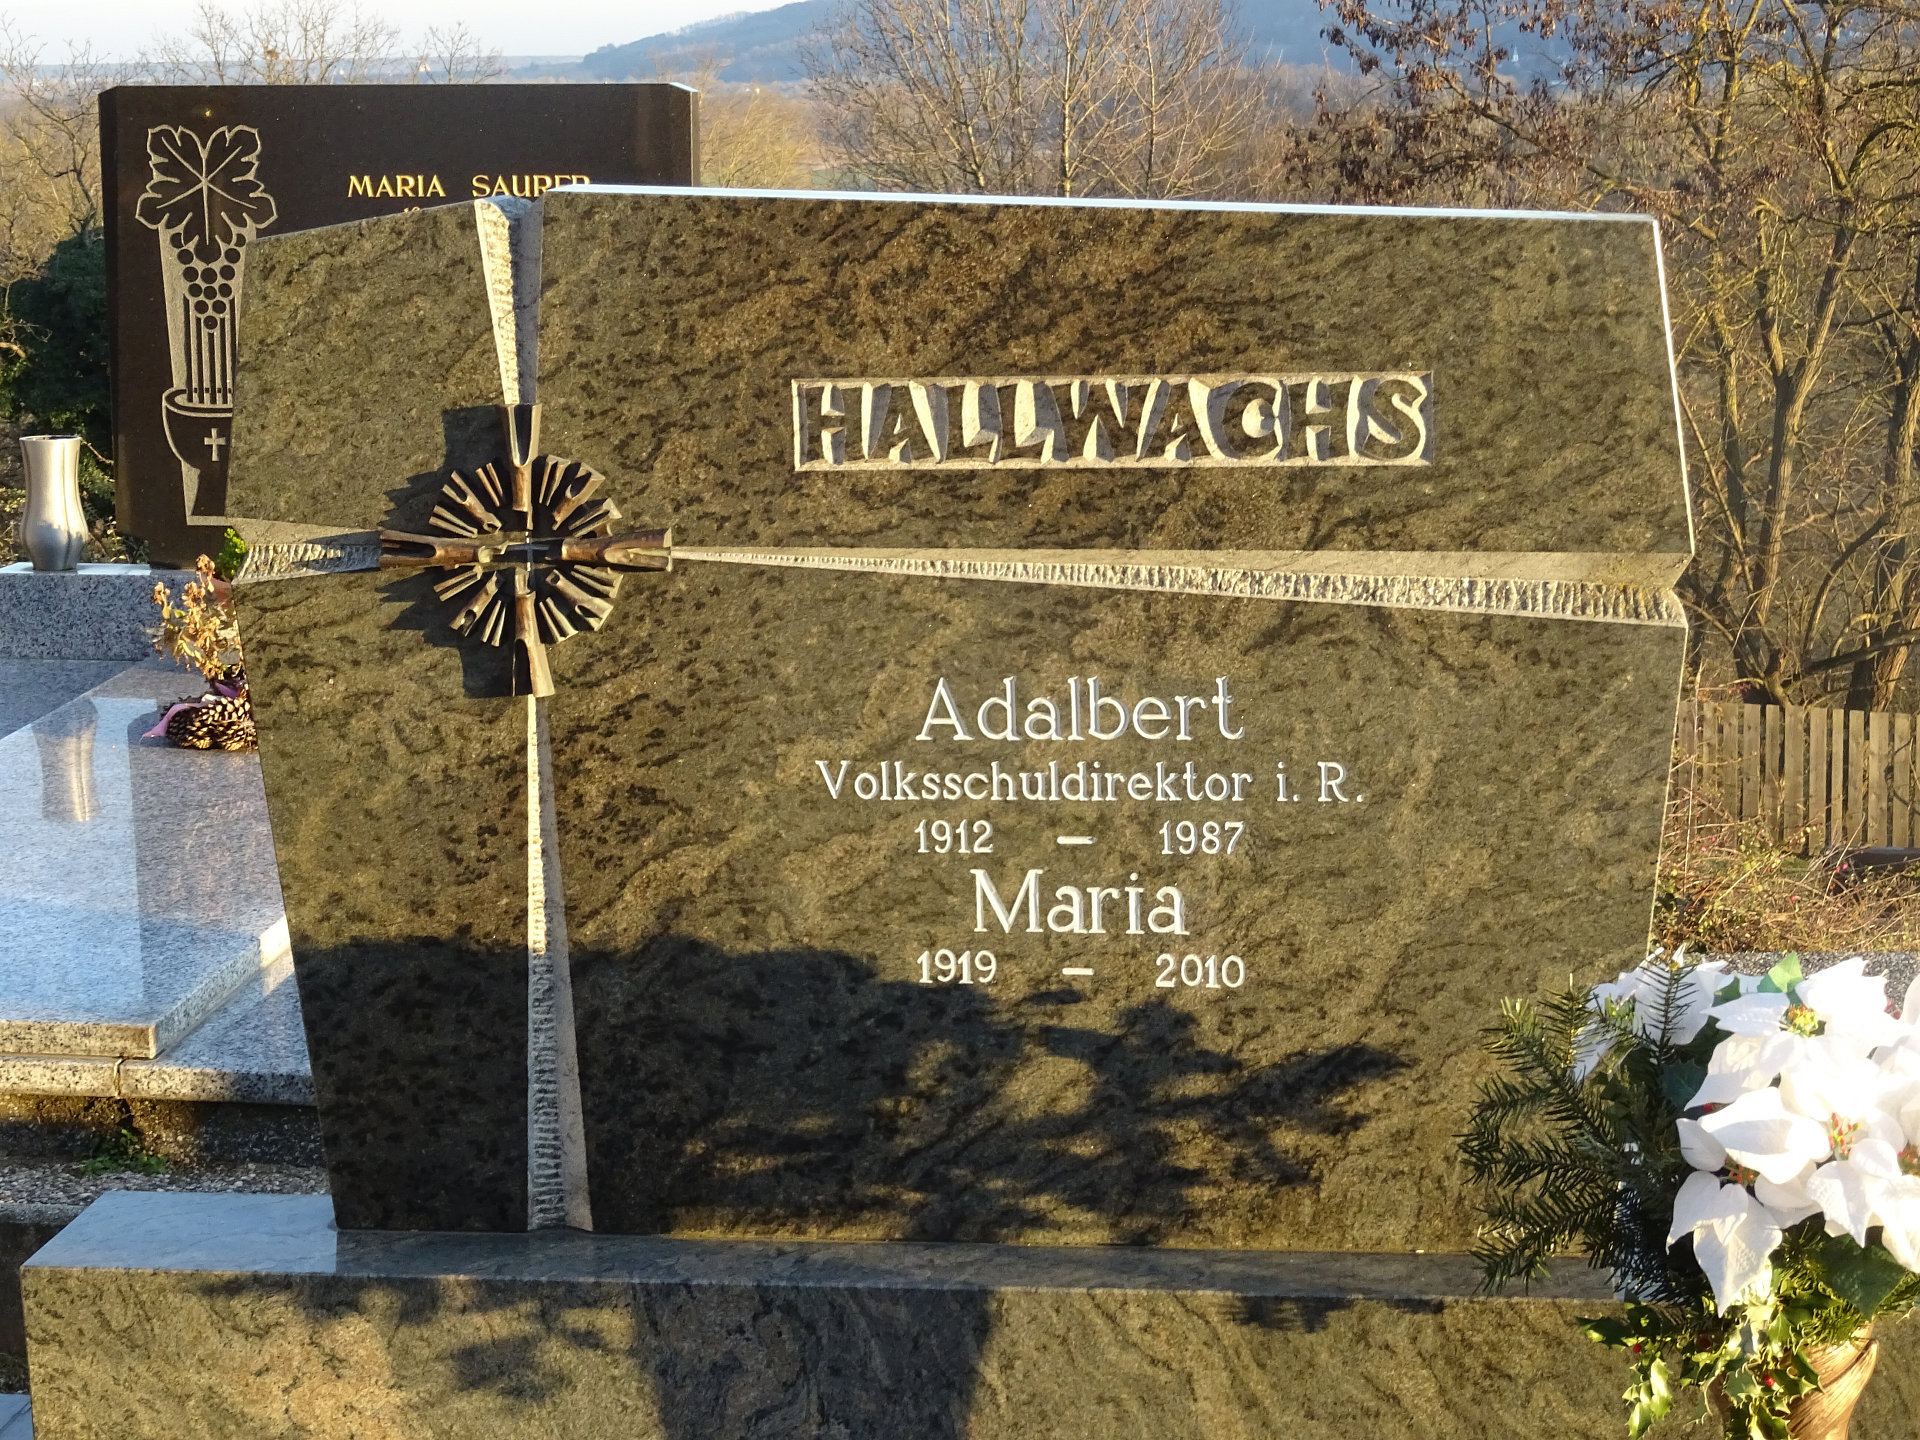 MARIA SAURER
HALLWACHS
Adalbert
Volksschuldirektor i. R.
1912 – 1987
Maria
1919 – 2010